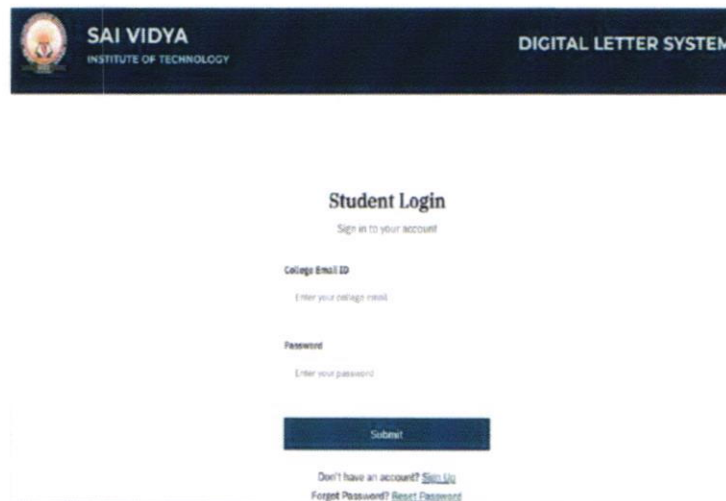 SAI VIDYA
INSTITUTE OF TECHNOLOGY
DIGITAL LETTER SYSTEM
Student Login
Sign in to your account
College Email ID
Enter your college email
Password
Enter your password
Submit
Don't have an account? Sign Up
Forgot Password? Reset Password